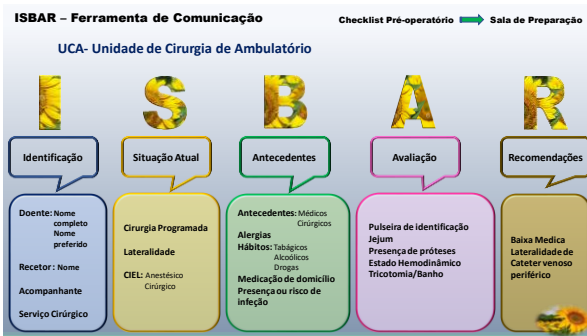 ISBAR – Ferramenta de Comunicação
Checklist Pré-operatório
Sala de Preparação
UCA- Unidade de Cirurgia de Ambulatório
I S B A R
Identificação
Situação Atual
Antecedentes
Avaliação
Recomendações
Doente: Nome
completo
Nome
preferido
Recetor: Nome
Acompanhante
Serviço Cirúrgico
Cirurgia Programada
Lateralidade
CIEL: Anestésico
Cirúrgico
Antecedentes: Médicos
Cirúrgicos
Alergias
Hábitos: Tabágicos
Alcoólicos
Drogas
Medicação de domicílio
Presença ou risco de
infeção
Pulseira de identificação
Jejum
Presença de próteses
Estado Hemodinâmico
Tricotomia/Banho
Baixa Medica
Lateralidade de
Cateter venoso
periférico